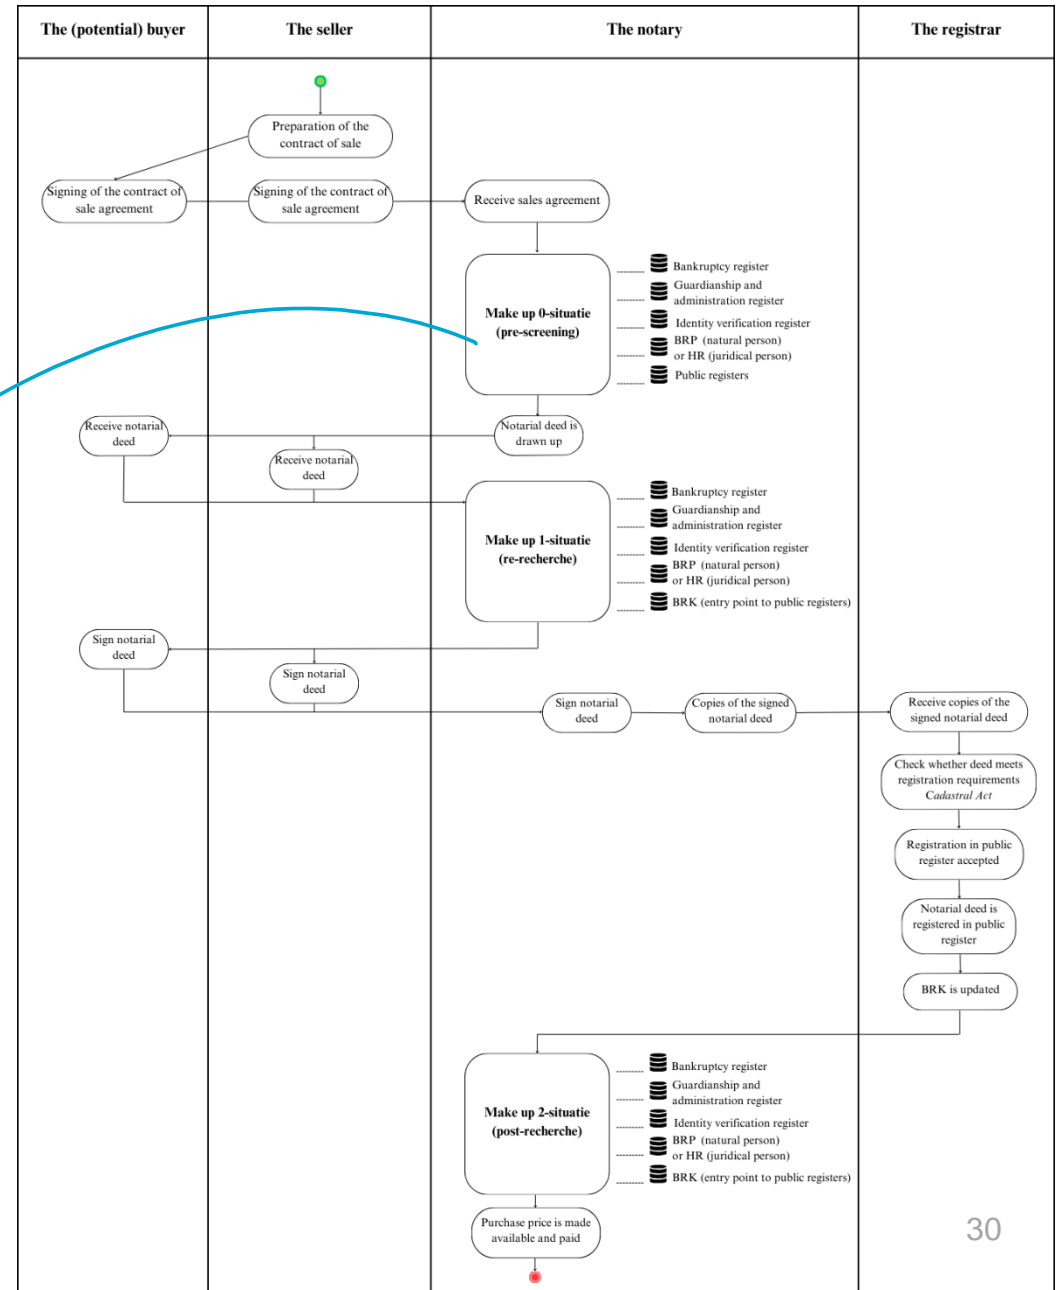 The (potential) buyer
The seller
The notary
The registrar
Preparation of the
contract of sale
Signing of the contract of
sale agreement
Signing of the contract of
sale agreement
Receive sales agreement
Make up 0-situatie
(pre-screening)
Bankruptcy register
Guardianship and
administration register
Identity verification register
BRP (natural person)
or HR (juridical person)
Public registers
Notarial deed is
drawn up
Receive notarial
deed
Receive notarial
deed
Make up 1-situatie
(re-recherche)
Bankruptcy register
Guardianship and
administration register
Identity verification register
BRP (natural person)
or HR (juridical person)
BRK (entry point to public registers)
Sign notarial
deed
Sign notarial
deed
Sign notarial
deed
Copies of the signed
notarial deed
Receive copies of the
signed notarial deed
Check whether deed meets
registration requirements
Cadastral Act
Registration in public
register accepted
Notarial deed is
registered in public
register
BRK is updated
Make up 2-situatie
(post-recherche)
Bankruptcy register
Guardianship and
administration register
Identity verification register
BRP (natural person)
or HR (juridical person)
BRK (entry point to public registers)
Purchase price is made
available and paid
30